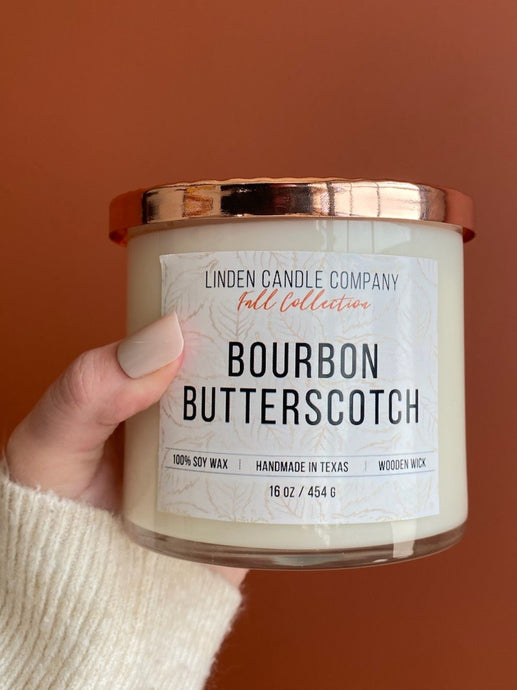 LINDEN CANDLE COMPANY
Fall Collection
BOURBON
BUTTERSCOTCH
100% SOY WAX | HANDMADE IN TEXAS | WOODEN WICK
16 OZ / 454 G